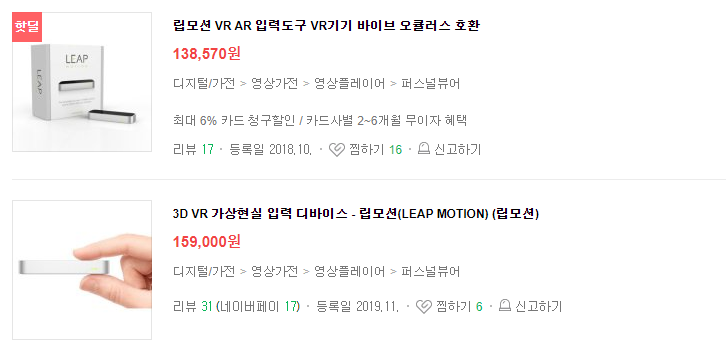 핫딜
LEAP
MOTION
립모션 VR AR 입력도구 VR기기 바이브 오큘러스 호환
138,570원
디지털/가전 > 영상가전 > 영상플레이어 > 퍼스널뷰어
최대 6% 카드 청구할인 / 카드사별 2~6개월 무이자 혜택
리뷰 17 · 등록일 2018.10. · 찜하기 16 · 신고하기
3D VR 가상현실 입력 디바이스 - 립모션(LEAP MOTION) (립모션)
159,000원
디지털/가전 > 영상가전 > 영상플레이어 > 퍼스널뷰어
리뷰 31 (네이버페이 17) · 등록일 2019.11. · 찜하기 6 · 신고하기